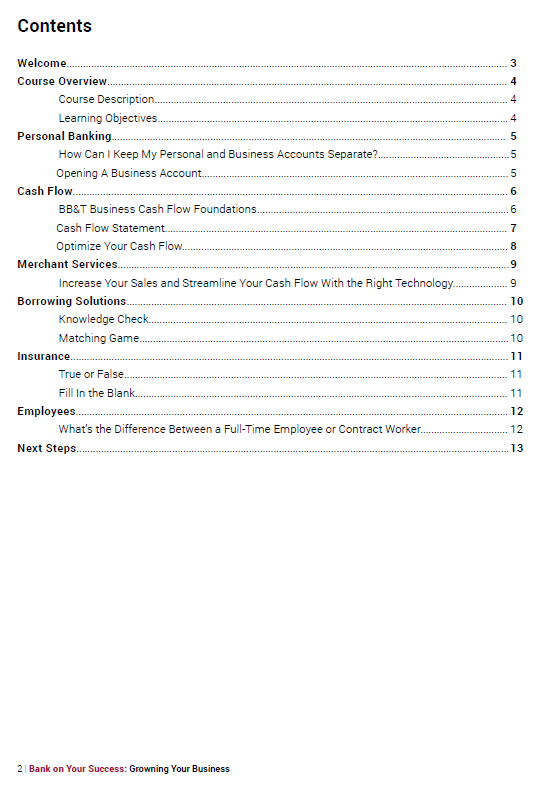 Contents
Welcome 3
Course Overview 4
Course Description 4
Learning Objectives 4
Personal Banking 5
How Can I Keep My Personal and Business Accounts Separate? 5
Opening A Business Account 5
Cash Flow 6
BB&T Business Cash Flow Foundations 6
Cash Flow Statement 7
Optimize Your Cash Flow 8
Merchant Services 9
Increase Your Sales and Streamline Your Cash Flow With the Right Technology 9
Borrowing Solutions 10
Knowledge Check 10
Matching Game 10
Insurance 11
True or False 11
Fill In the Blank 11
Employees 12
What's the Difference Between a Full-Time Employee or Contract Worker 12
Next Steps 13
2 | Bank on Your Success: Growning Your Business